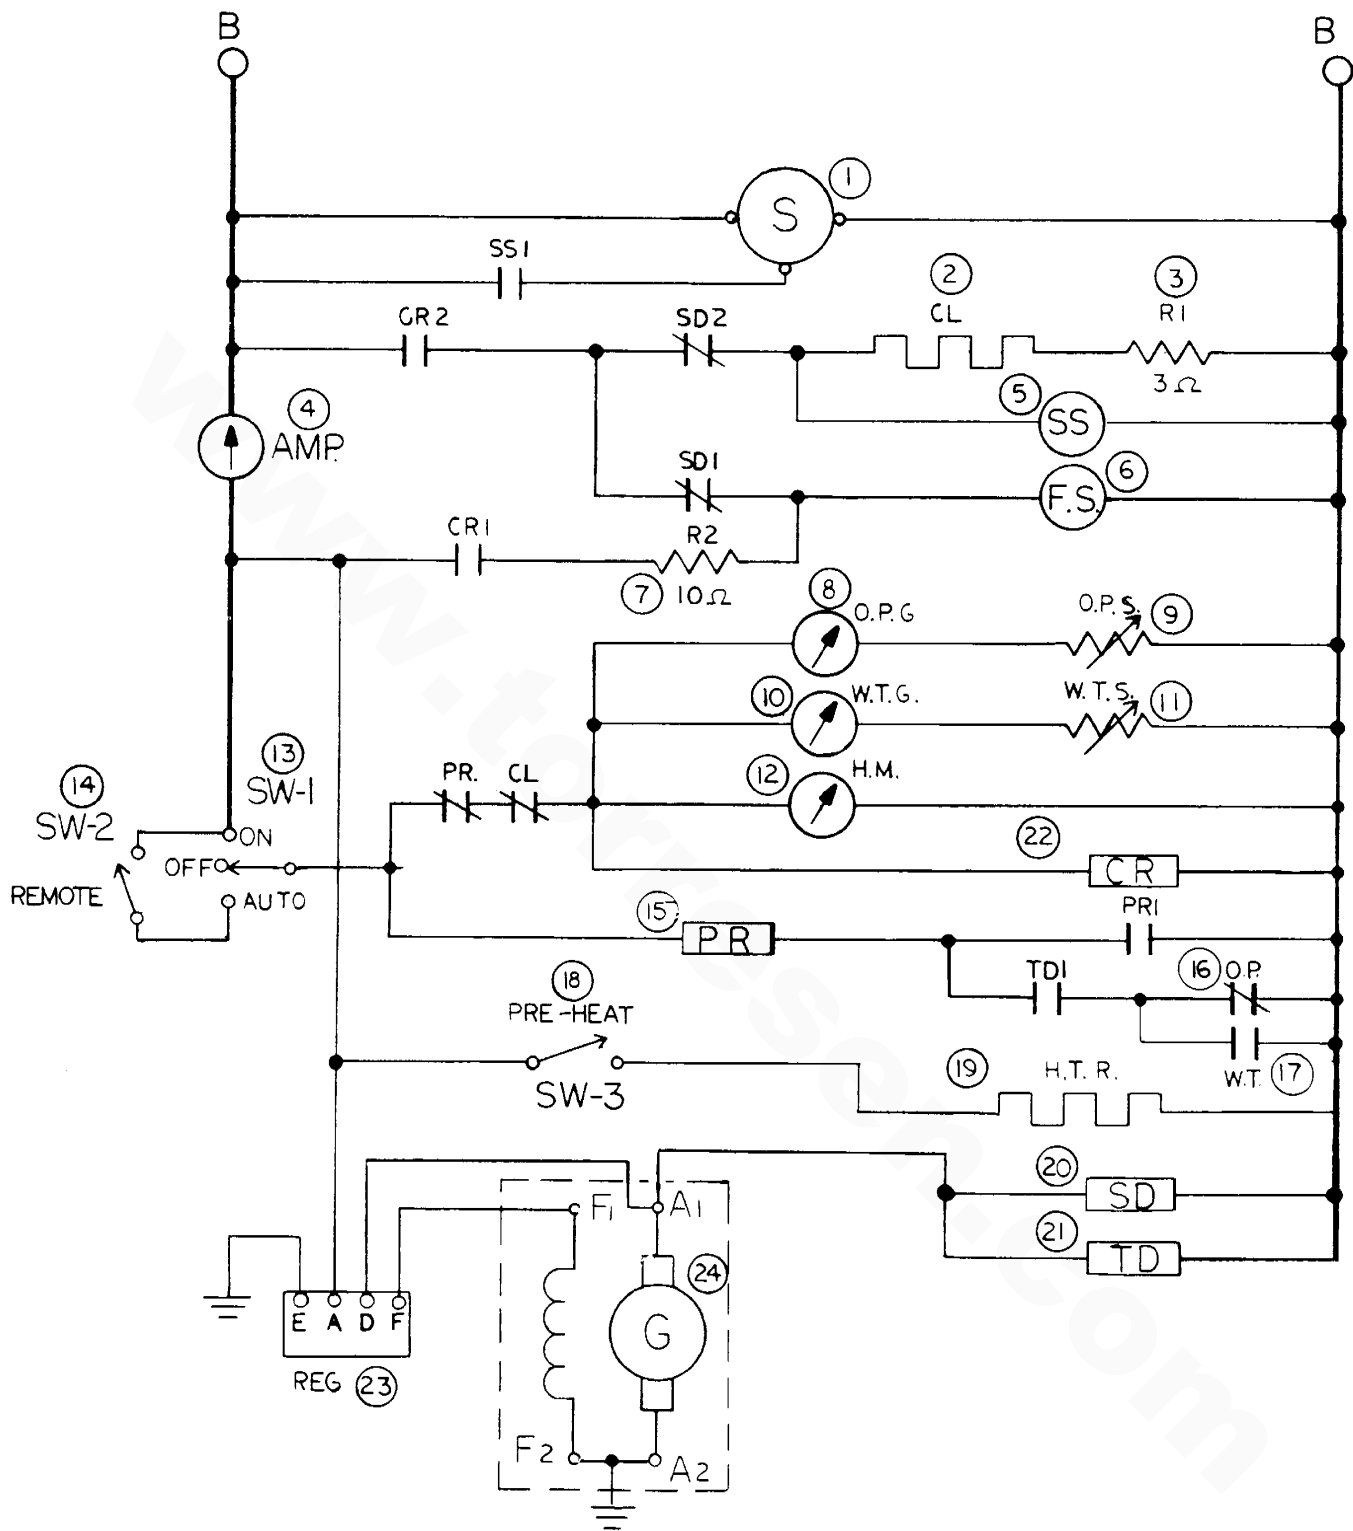 B
B
S
1
SS1
2
CL
3
R1
3Ω
CR2
SD2
4
AMP.
5
SS
SD1
6
F.S.
CR1
R2
7
10Ω
8
O.P.G
O.P.S.
9
10
W.T.G.
W.T.S.
11
12
H.M.
13
SW-1
14
SW-2
PR.
CL
ON
OFF
AUTO
REMOTE
22
CR
15
PR
PR1
TD1
16
O.P.
W.T.
17
18
PRE-HEAT
SW-3
19
H.T.R.
20
SD
21
TD
F1
A1
24
G
E A D F
REG
23
F2
A2
www.torresen.com